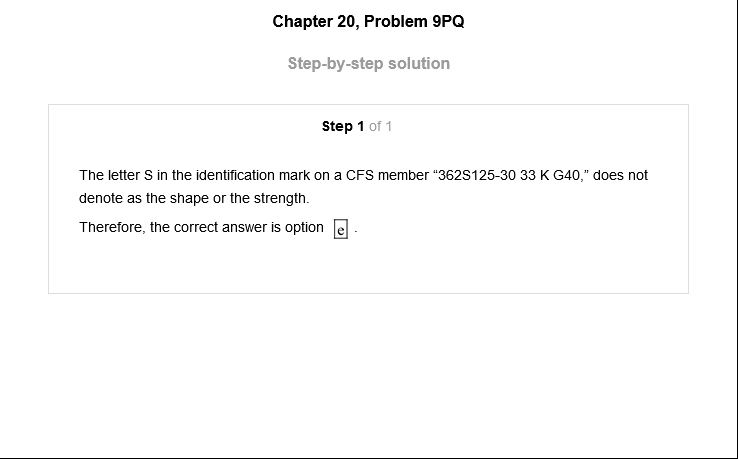 Chapter 20, Problem 9PQ
Step-by-step solution
Step 1 of 1
The letter S in the identification mark on a CFS member “362S125-30 33 K G40,” does not
denote as the shape or the strength.
Therefore, the correct answer is option e .